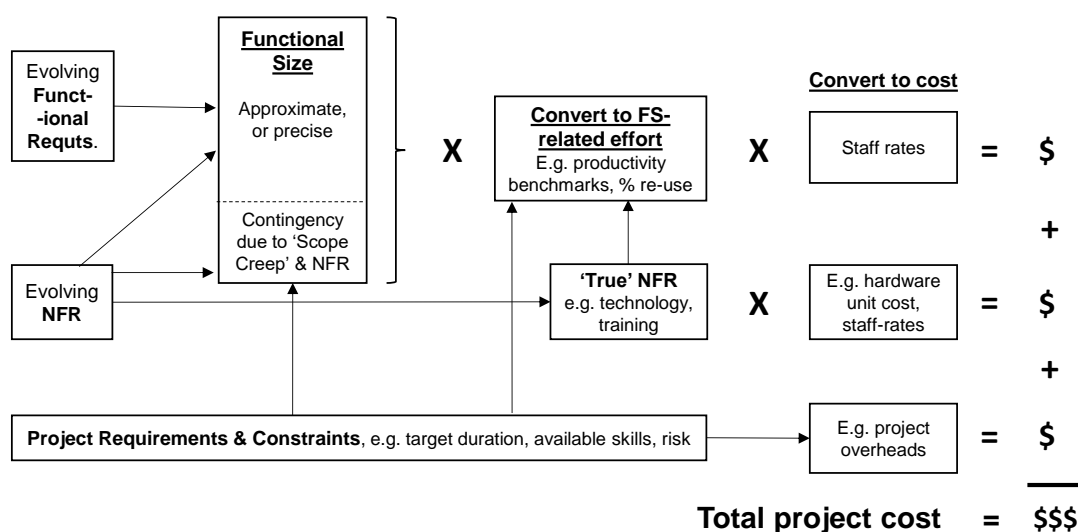 Evolving
Funct-
-ional
Requts.
Functional
Size
Approximate,
or precise
Contingency
due to ‘Scope
Creep’ & NFR
Evolving
NFR
X
Convert to FS-
related effort
E.g. productivity
benchmarks, % re-use
X
Convert to cost
Staff rates
=
$
+
‘True’ NFR
e.g. technology,
training
X
E.g. hardware
unit cost,
staff-rates
=
$
+
Project Requirements & Constraints, e.g. target duration, available skills, risk
E.g. project
overheads
=
$
Total project cost = $$$